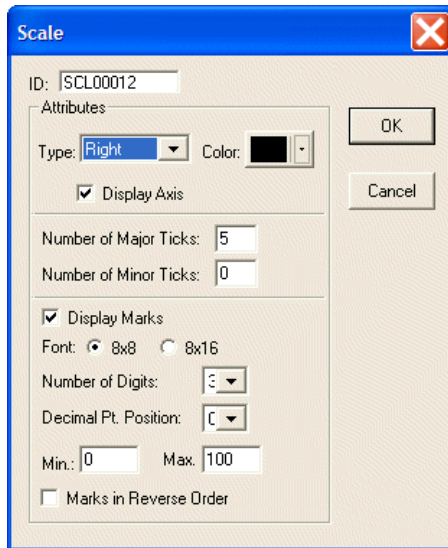 Scale
ID: SCL00012
Attributes
OK
Type: Right Color:
Cancel
Display Axis
Number of Major Ticks: 5
Number of Minor Ticks: 0
Display Marks
Font: 8x8 8x16
Number of Digits: 3
Decimal Pt. Position:
Min.: 0 Max. 100
Marks in Reverse Order